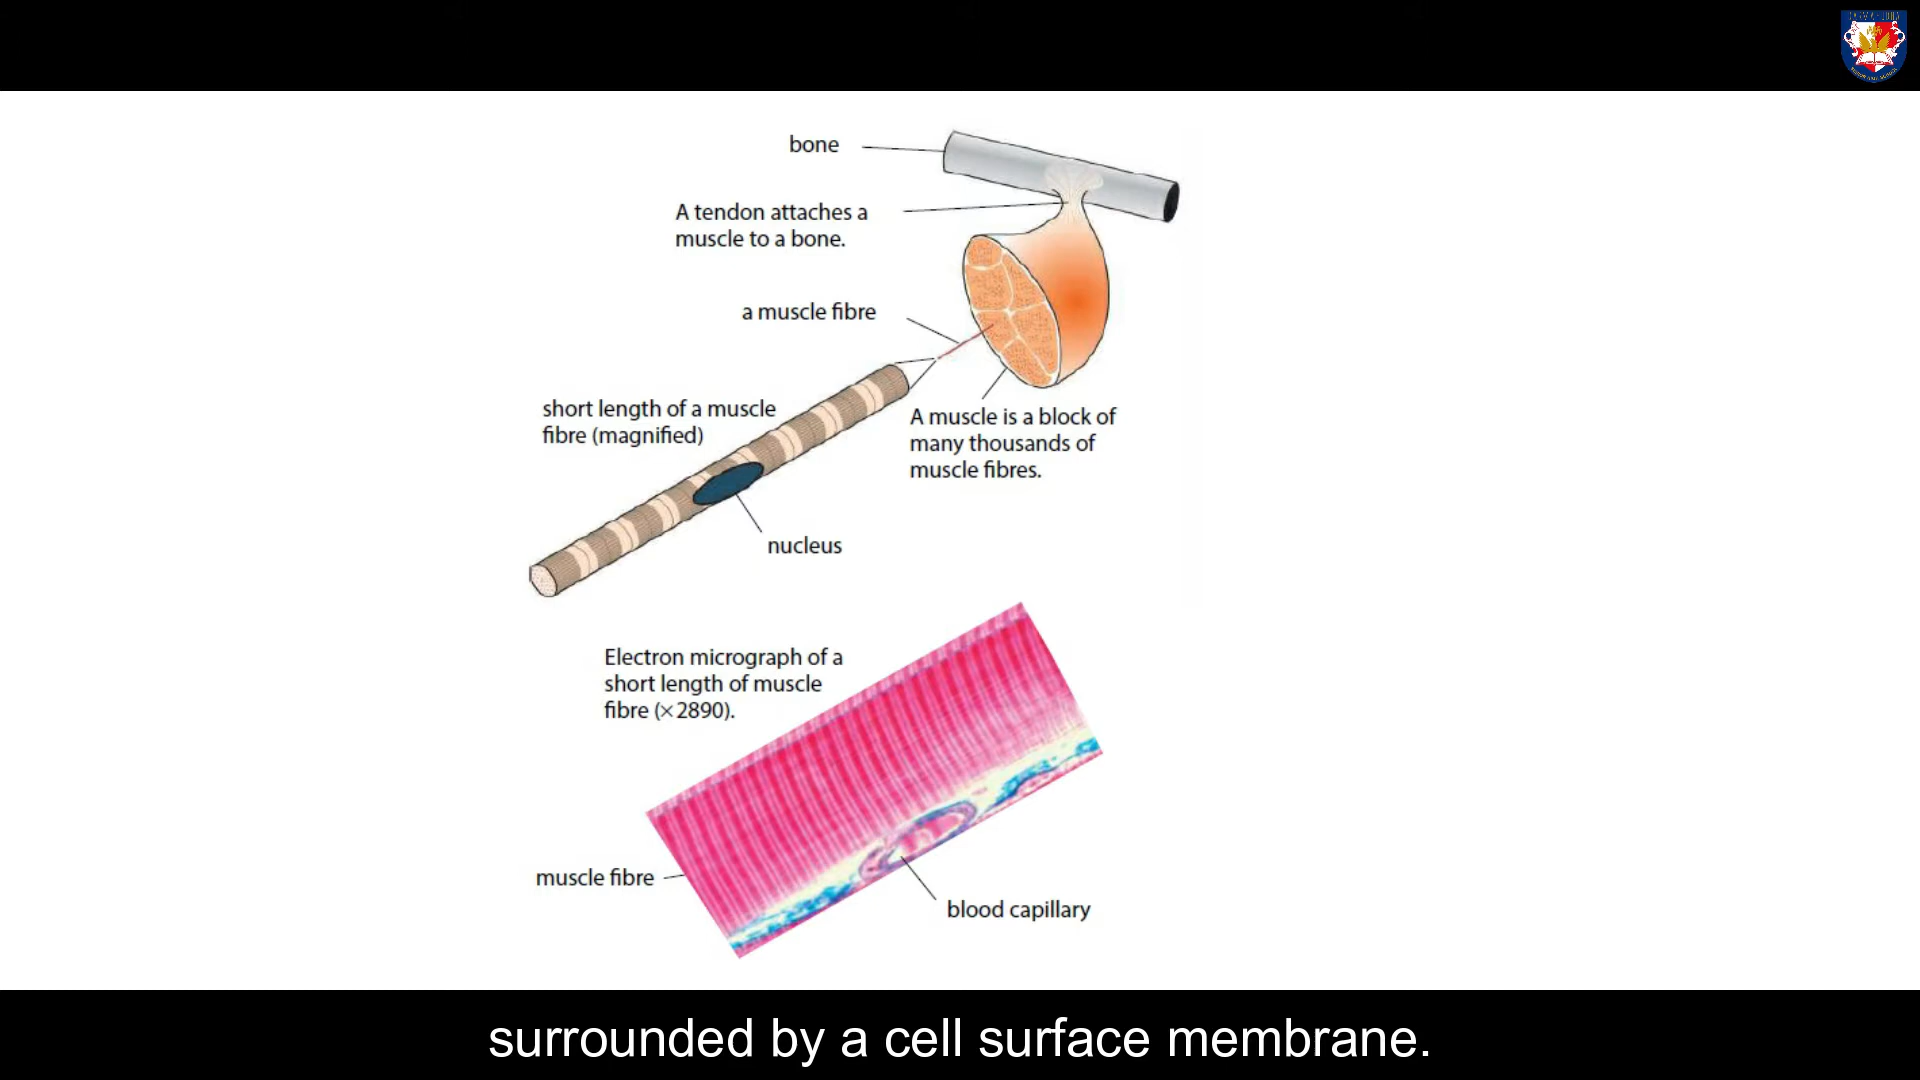 bone
A tendon attaches a
muscle to a bone.
a muscle fibre
short length of a muscle
fibre (magnified)
A muscle is a block of
many thousands of
muscle fibres.
nucleus
Electron micrograph of a
short length of muscle
fibre (×2890).
muscle fibre
blood capillary
surrounded by a cell surface membrane.